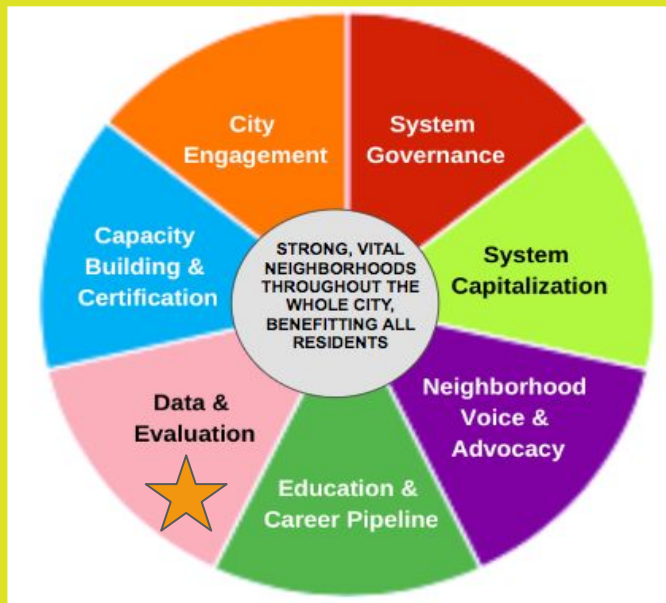 City
Engagement
System
Governance
System
Capitalization
Neighborhood
Voice &
Advocacy
Education &
Career Pipeline
Data &
Evaluation
Capacity
Building &
Certification
STRONG, VITAL
NEIGHBORHOODS
THROUGHOUT THE
WHOLE CITY,
BENEFITTING ALL
RESIDENTS